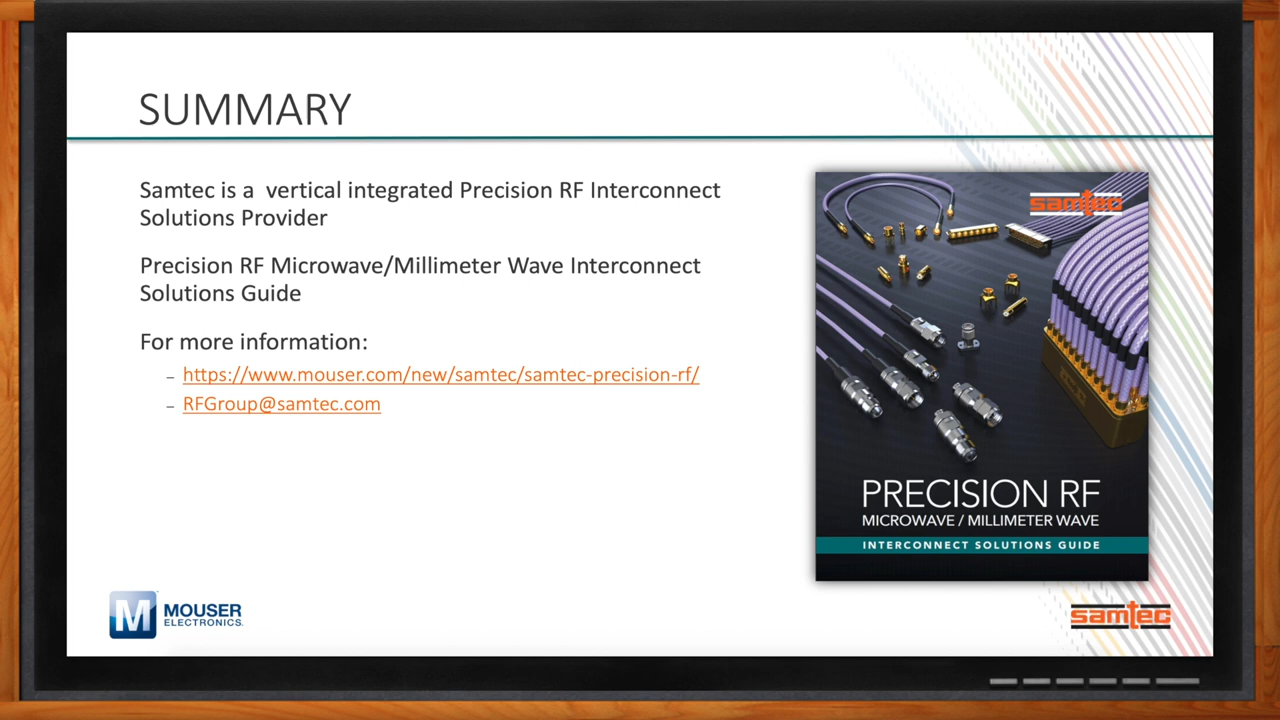 SUMMARY
Samtec is a  vertical integrated Precision RF Interconnect
Solutions Provider
Precision RF Microwave/Millimeter Wave Interconnect
Solutions Guide
For more information:
– https://www.mouser.com/new/samtec/samtec-precision-rf/
– RFGroup@samtec.com
samtec
PRECISION RF
MICROWAVE / MILLIMETER WAVE
INTERCONNECT SOLUTIONS GUIDE
M MOUSER
ELECTRONICS.
samtec